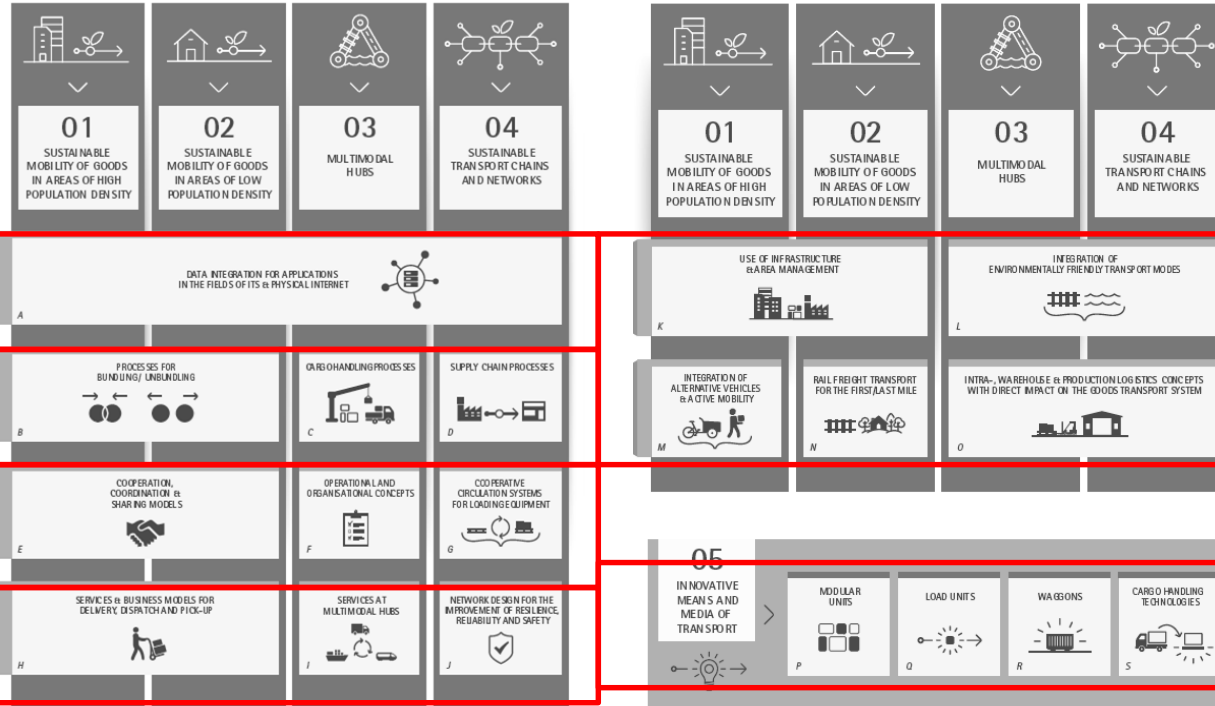 01
SUSTAINABLE
MOBILITY OF GOODS
IN AREAS OF HIGH
POPULATION DENSITY
02
SUSTAINABLE
MOBILITY OF GOODS
IN AREAS OF LOW
POPULATION DENSITY
03
MULTIMODAL
HUBS
04
SUSTAINABLE
TRANSPORT CHAINS
AND NETWORKS
DATA INTEGRATION FOR APPLICATIONS
IN THE FIELDS OF ITS & PHYSICAL INTERNET
A
PROCESSES FOR
BUNDLING/ UNBUNDLING
B
CARGO HANDLING PROCESSES
C
SUPPLY CHAIN PROCESSES
D
COOPERATION,
COORDINATION &
SHARING MODELS
E
OPERATIONAL AND
ORGANISATIONAL CONCEPTS
F
COOPERATIVE
CIRCULATION SYSTEMS
FOR LOADING EQUIPMENT
G
SERVICES & BUSINESS MODELS FOR
DELIVERY, DISPATCH AND PICK-UP
H
SERVICES AT
MULTIMODAL HUBS
I
NETWORK DESIGN FOR THE
IMPROVEMENT OF RESILIENCE,
RELIABILITY AND SAFETY
J
01
SUSTAINABLE
MOBILITY OF GOODS
IN AREAS OF HIGH
POPULATION DENSITY
02
SUSTAINABLE
MOBILITY OF GOODS
IN AREAS OF LOW
POPULATION DENSITY
03
MULTIMODAL
HUBS
04
SUSTAINABLE
TRANSPORT CHAINS
AND NETWORKS
USE OF INFRASTRUCTURE
& AREA MANAGEMENT
K
INTEGRATION OF
ENVIRONMENTALLY FRIENDLY TRANSPORT MODES
L
INTEGRATION OF
ALTERNATIVE VEHICLES
& ACTIVE MOBILITY
M
RAIL FREIGHT TRANSPORT
FOR THE FIRST/LAST MILE
N
INTRA-, WAREHOUSE & PRODUCTION LOGISTICS CONCEPTS
WITH DIRECT IMPACT ON THE GOODS TRANSPORT SYSTEM
O
05
INNOVATIVE
MEANS AND
MEDIA OF
TRANSPORT
MODULAR
UNITS
P
LOAD UNITS
Q
WAGGONS
R
CARGO HANDLING
TECHNOLOGIES
S